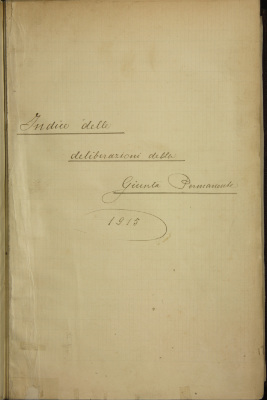 Indice delle
deliberazioni della
Giunta Permanente
1913